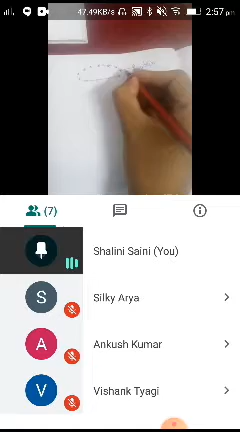 47.49KB/s 2:57 pm
(7)
Shalini Saini (You)
S Silky Arya
A Ankush Kumar
V Vishank Tyagi